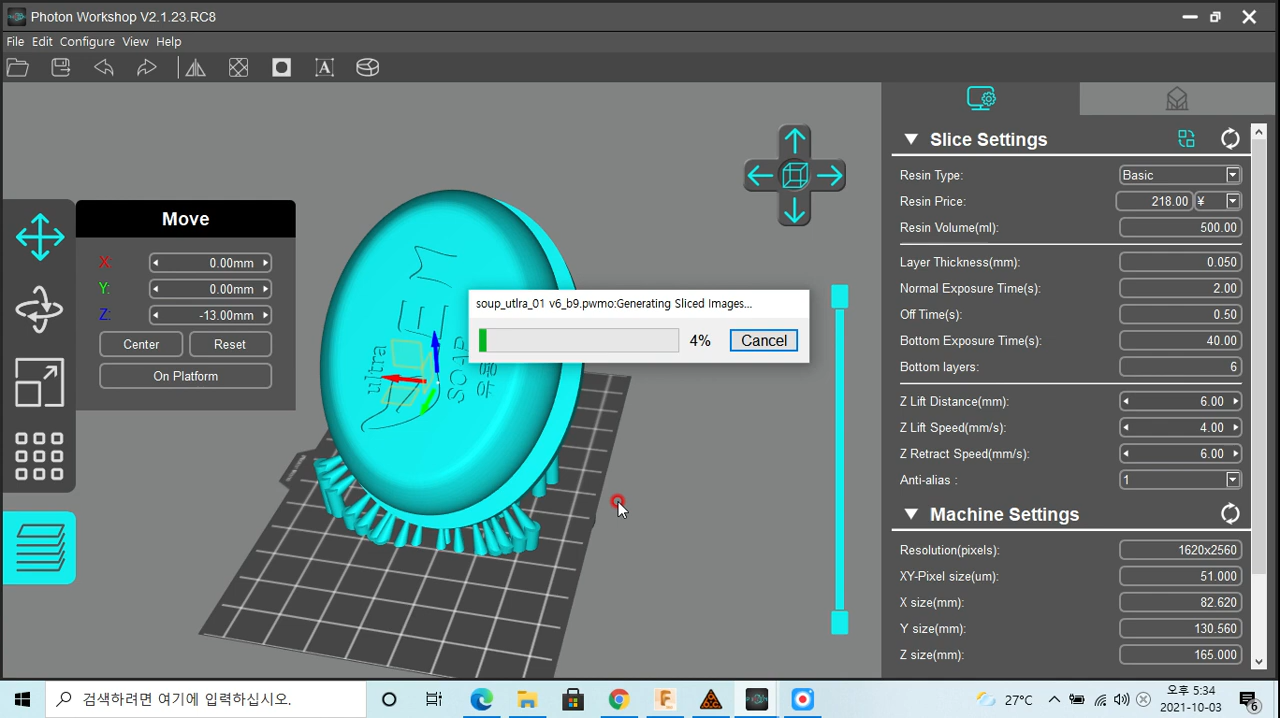 Photon Workshop V2.1.23.RC8
File Edit Configure View Help
Move
X: 0.00mm
Y: 0.00mm
Z: -13.00mm
Center Reset
On Platform
ultra
SOAP
soup_utlra_01 v6_b9.pwmo:Generating Sliced Images...
4% Cancel
Slice Settings
Resin Type: Basic
Resin Price: 218.00 ¥
Resin Volume(ml): 500.00
Layer Thickness(mm): 0.050
Normal Exposure Time(s): 2.00
Off Time(s): 0.50
Bottom Exposure Time(s): 40.00
Bottom layers: 6
Z Lift Distance(mm): 6.00
Z Lift Speed(mm/s): 4.00
Z Retract Speed(mm/s): 6.00
Anti-alias : 1
Machine Settings
Resolution(pixels): 1620x2560
XY-Pixel size(um): 51.000
X size(mm): 82.620
Y size(mm): 130.560
Z size(mm): 165.000
검색하려면 여기에 입력하십시오.
27°C
오후 5:34
2021-10-03
6